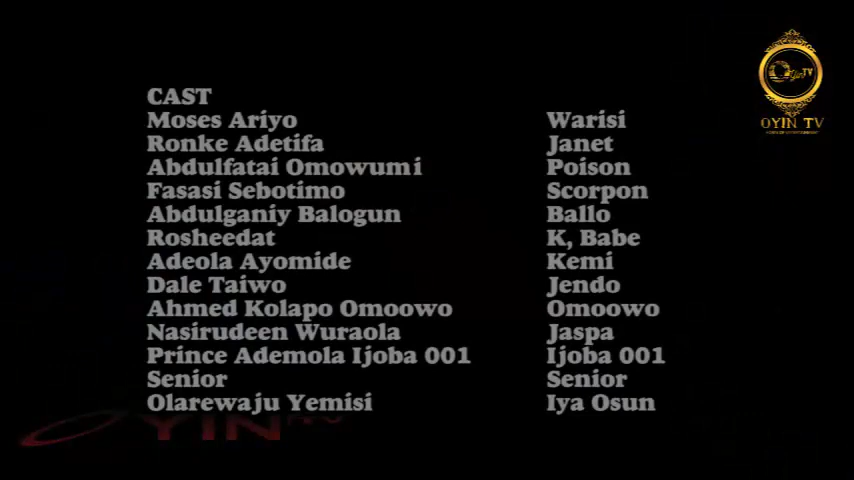 CAST
Moses Ariyo Warisi
Ronke Adetifa Janet
Abdulfatai Omowumi Poison
Fasasi Sebotimo Scorpon
Abdulganiy Balogun Ballo
Rosheedat K, Babe
Adeola Ayomide Kemi
Dale Taiwo Jendo
Ahmed Kolapo Omoowo Omoowo
Nasirudeen Wuraola Jaspa
Prince Ademola Ijoba 001 Ijoba 001
Senior Senior
Olarewaju Yemisi Iya Osun
OYIN TV
OYIN TV